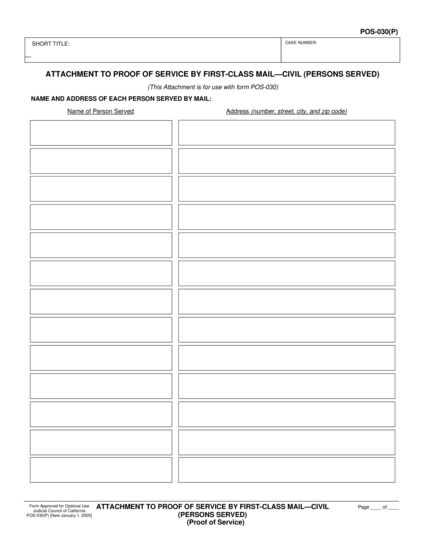 POS-030(P)
SHORT TITLE:
CASE NUMBER:
ATTACHMENT TO PROOF OF SERVICE BY FIRST-CLASS MAIL—CIVIL (PERSONS SERVED)
(This Attachment is for use with form POS-030)
NAME AND ADDRESS OF EACH PERSON SERVED BY MAIL:
Name of Person Served
Address (number, street, city, and zip code)
Form Approved for Optional Use
Judicial Council of California
POS-030(P) [New January 1, 2005]
ATTACHMENT TO PROOF OF SERVICE BY FIRST-CLASS MAIL—CIVIL
(PERSONS SERVED)
(Proof of Service)
Page ____ of ____